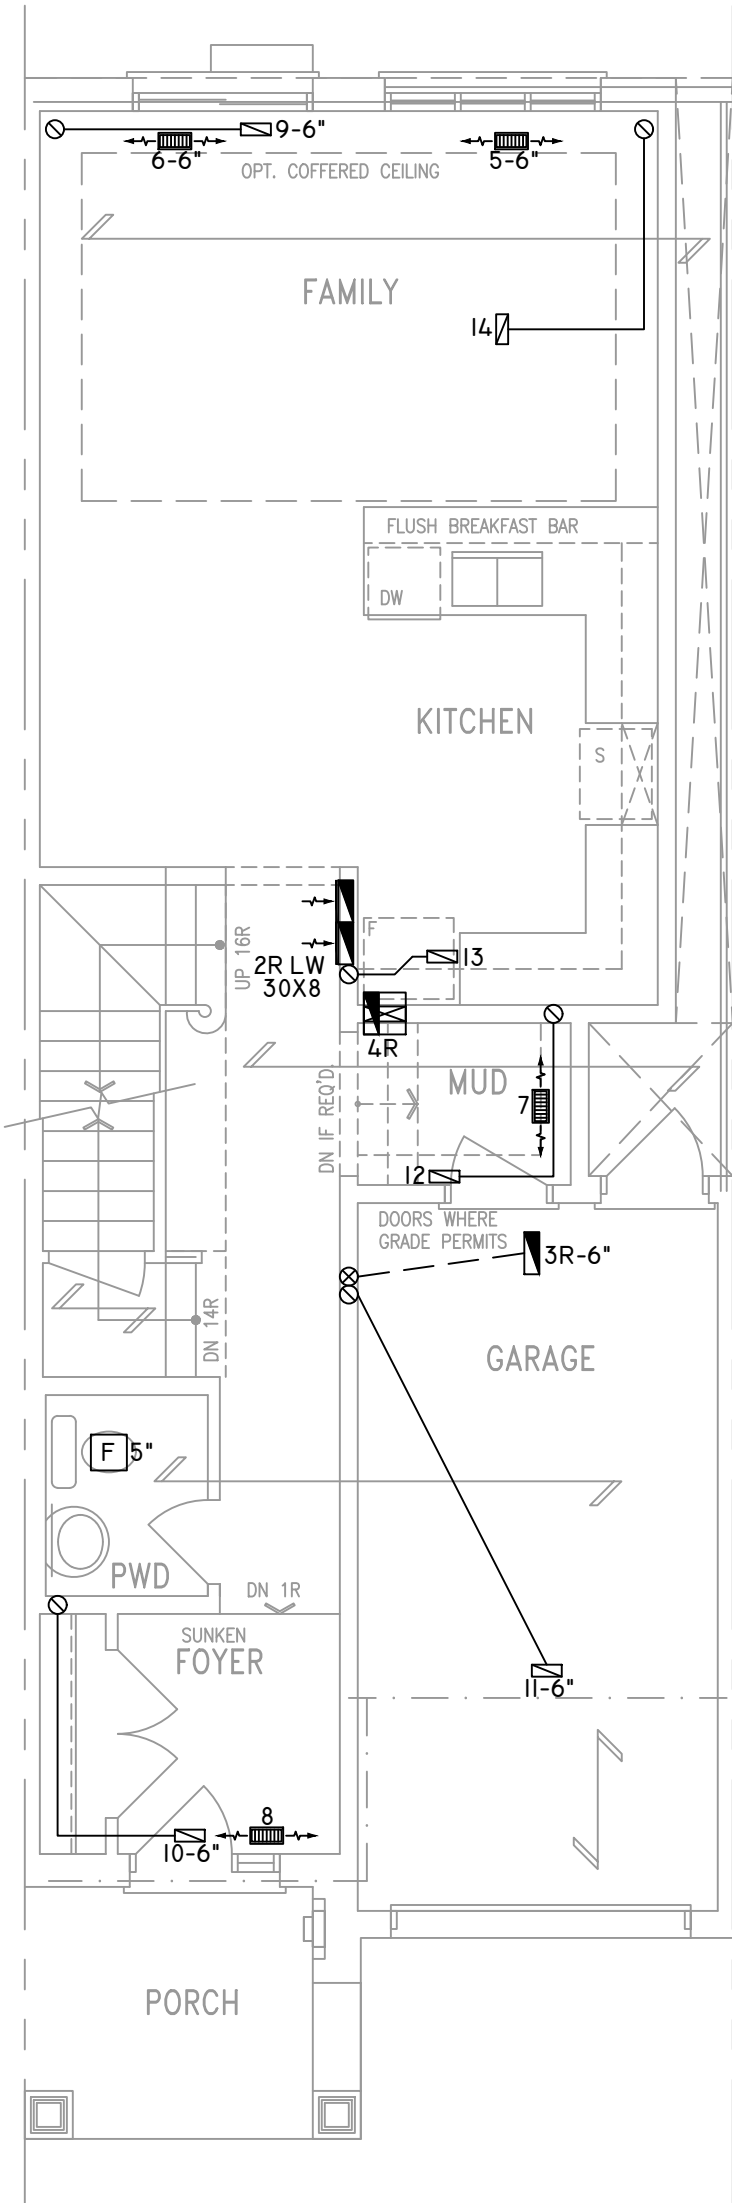 9-6"
6-6"
5-6"
OPT. COFFERED CEILING
FAMILY
14
FLUSH BREAKFAST BAR
DW
KITCHEN
S
F
UP 16R
2R LW
30X8
13
4R
MUD
7
DN IF REQ'D.
12
DOORS WHERE
GRADE PERMITS
3R-6"
DN 14R
GARAGE
F 5"
PWD
DN 1R
SUNKEN
FOYER
11-6"
8
10-6"
PORCH